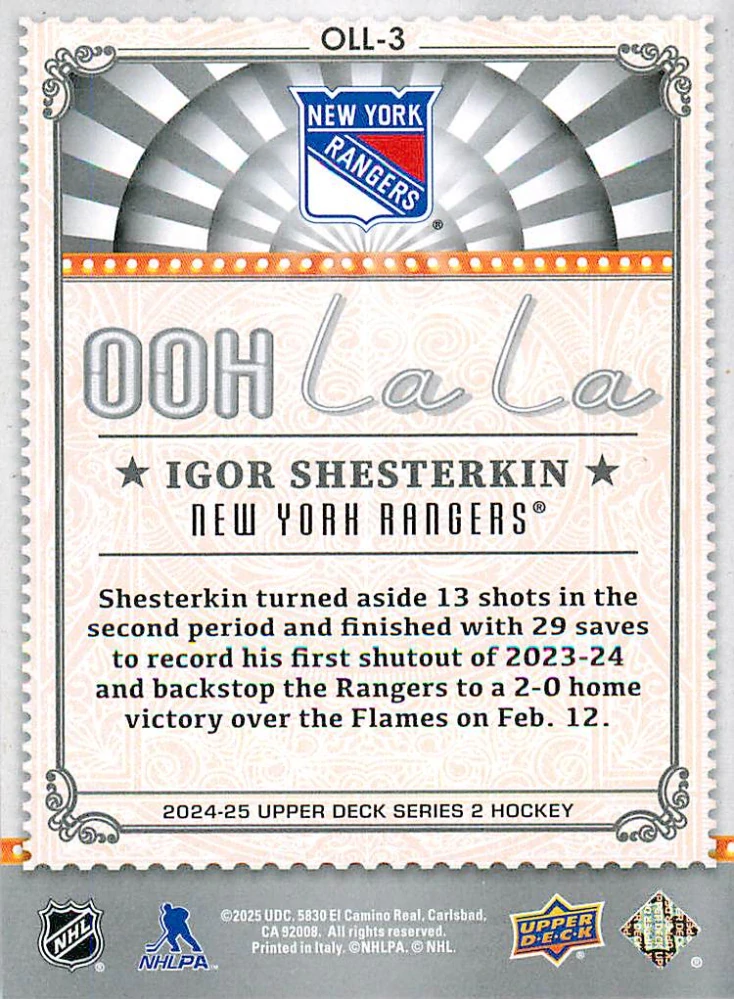 OLL-3
NEW YORK
RANGERS
®
OOH La La
★ IGOR SHESTERKIN ★
NEW YORK RANGERS®
Shesterkin turned aside 13 shots in the
second period and finished with 29 saves
to record his first shutout of 2023-24
and backstop the Rangers to a 2-0 home
victory over the Flames on Feb. 12.
2024-25 UPPER DECK SERIES 2 HOCKEY
NHL
®
NHLPA
©2025 UDC, 5830 El Camino Real, Carlsbad,
CA 92008. All rights reserved.
Printed in Italy. ©NHLPA. © NHL.
UPPER
D·E·C·K
®